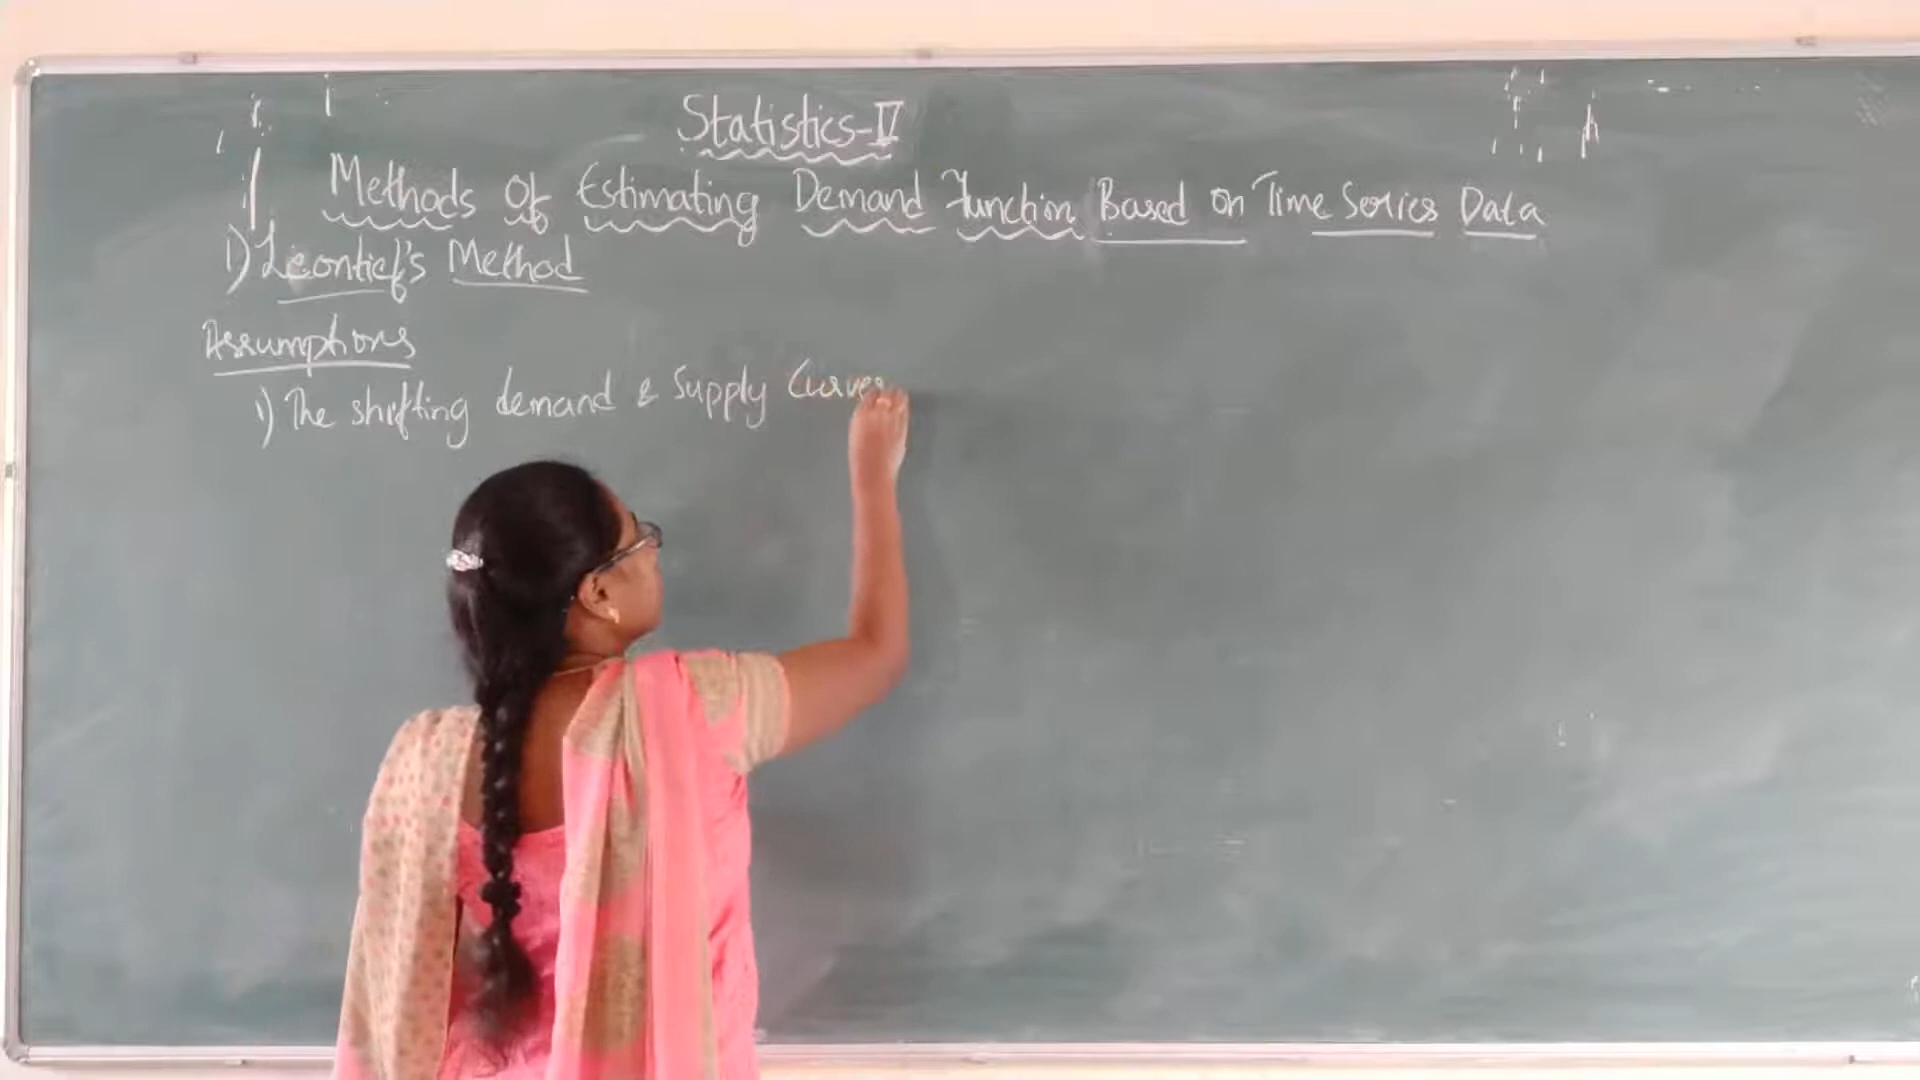 Statistics-IV
Methods Of Estimating Demand Function Based on Time Series Data
1) Leontief's Method
Assumptions
i) The shifting demand & Supply Curves